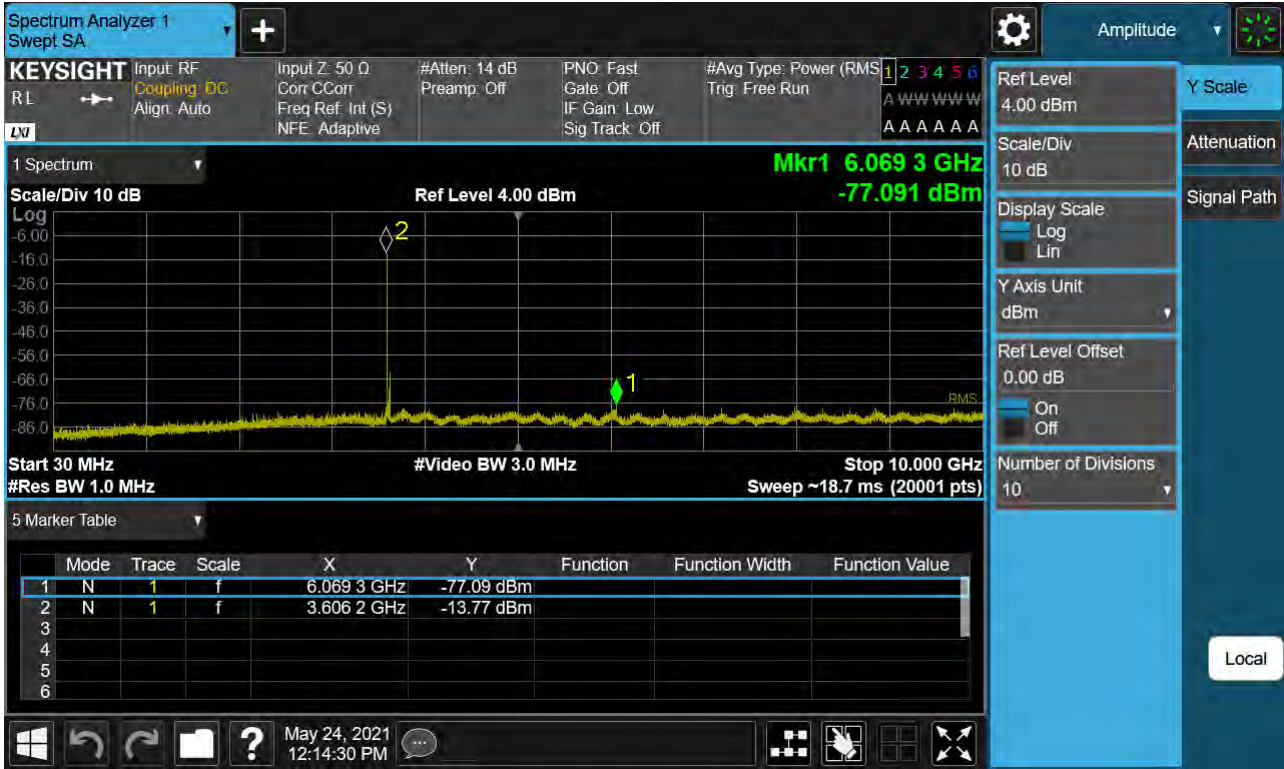 Spectrum Analyzer 1
Swept SA
+
Amplitude
KEYSIGHT
RL
LXI
Input: RF
Coupling: DC
Align: Auto
Input Z: 50 Ω
Corr CCorr
Freq Ref: Int (S)
NFE: Adaptive
#Atten: 14 dB
Preamp: Off
PNO: Fast
Gate: Off
IF Gain: Low
Sig Track: Off
#Avg Type: Power (RMS
Trig: Free Run
1 2 3 4 5 6
A W W W W W
A A A A A A
1 Spectrum
Mkr1 6.069 3 GHz
-77.091 dBm
Scale/Div 10 dB
Ref Level 4.00 dBm
Log
-6.00
-16.0
-26.0
-36.0
-46.0
-56.0
-66.0
-76.0
-86.0
2
1
RMS
Start 30 MHz
#Video BW 3.0 MHz
Stop 10.000 GHz
#Res BW 1.0 MHz
Sweep ~18.7 ms (20001 pts)
5 Marker Table
Mode Trace Scale X Y Function Function Width Function Value
1 N 1 f 6.069 3 GHz -77.09 dBm
2 N 1 f 3.606 2 GHz -13.77 dBm
3
4
5
6
?
May 24, 2021
12:14:30 PM
Ref Level
4.00 dBm
Scale/Div
10 dB
Display Scale
Log
Lin
Y Axis Unit
dBm
Ref Level Offset
0.00 dB
On
Off
Number of Divisions
10
Y Scale
Attenuation
Signal Path
Local